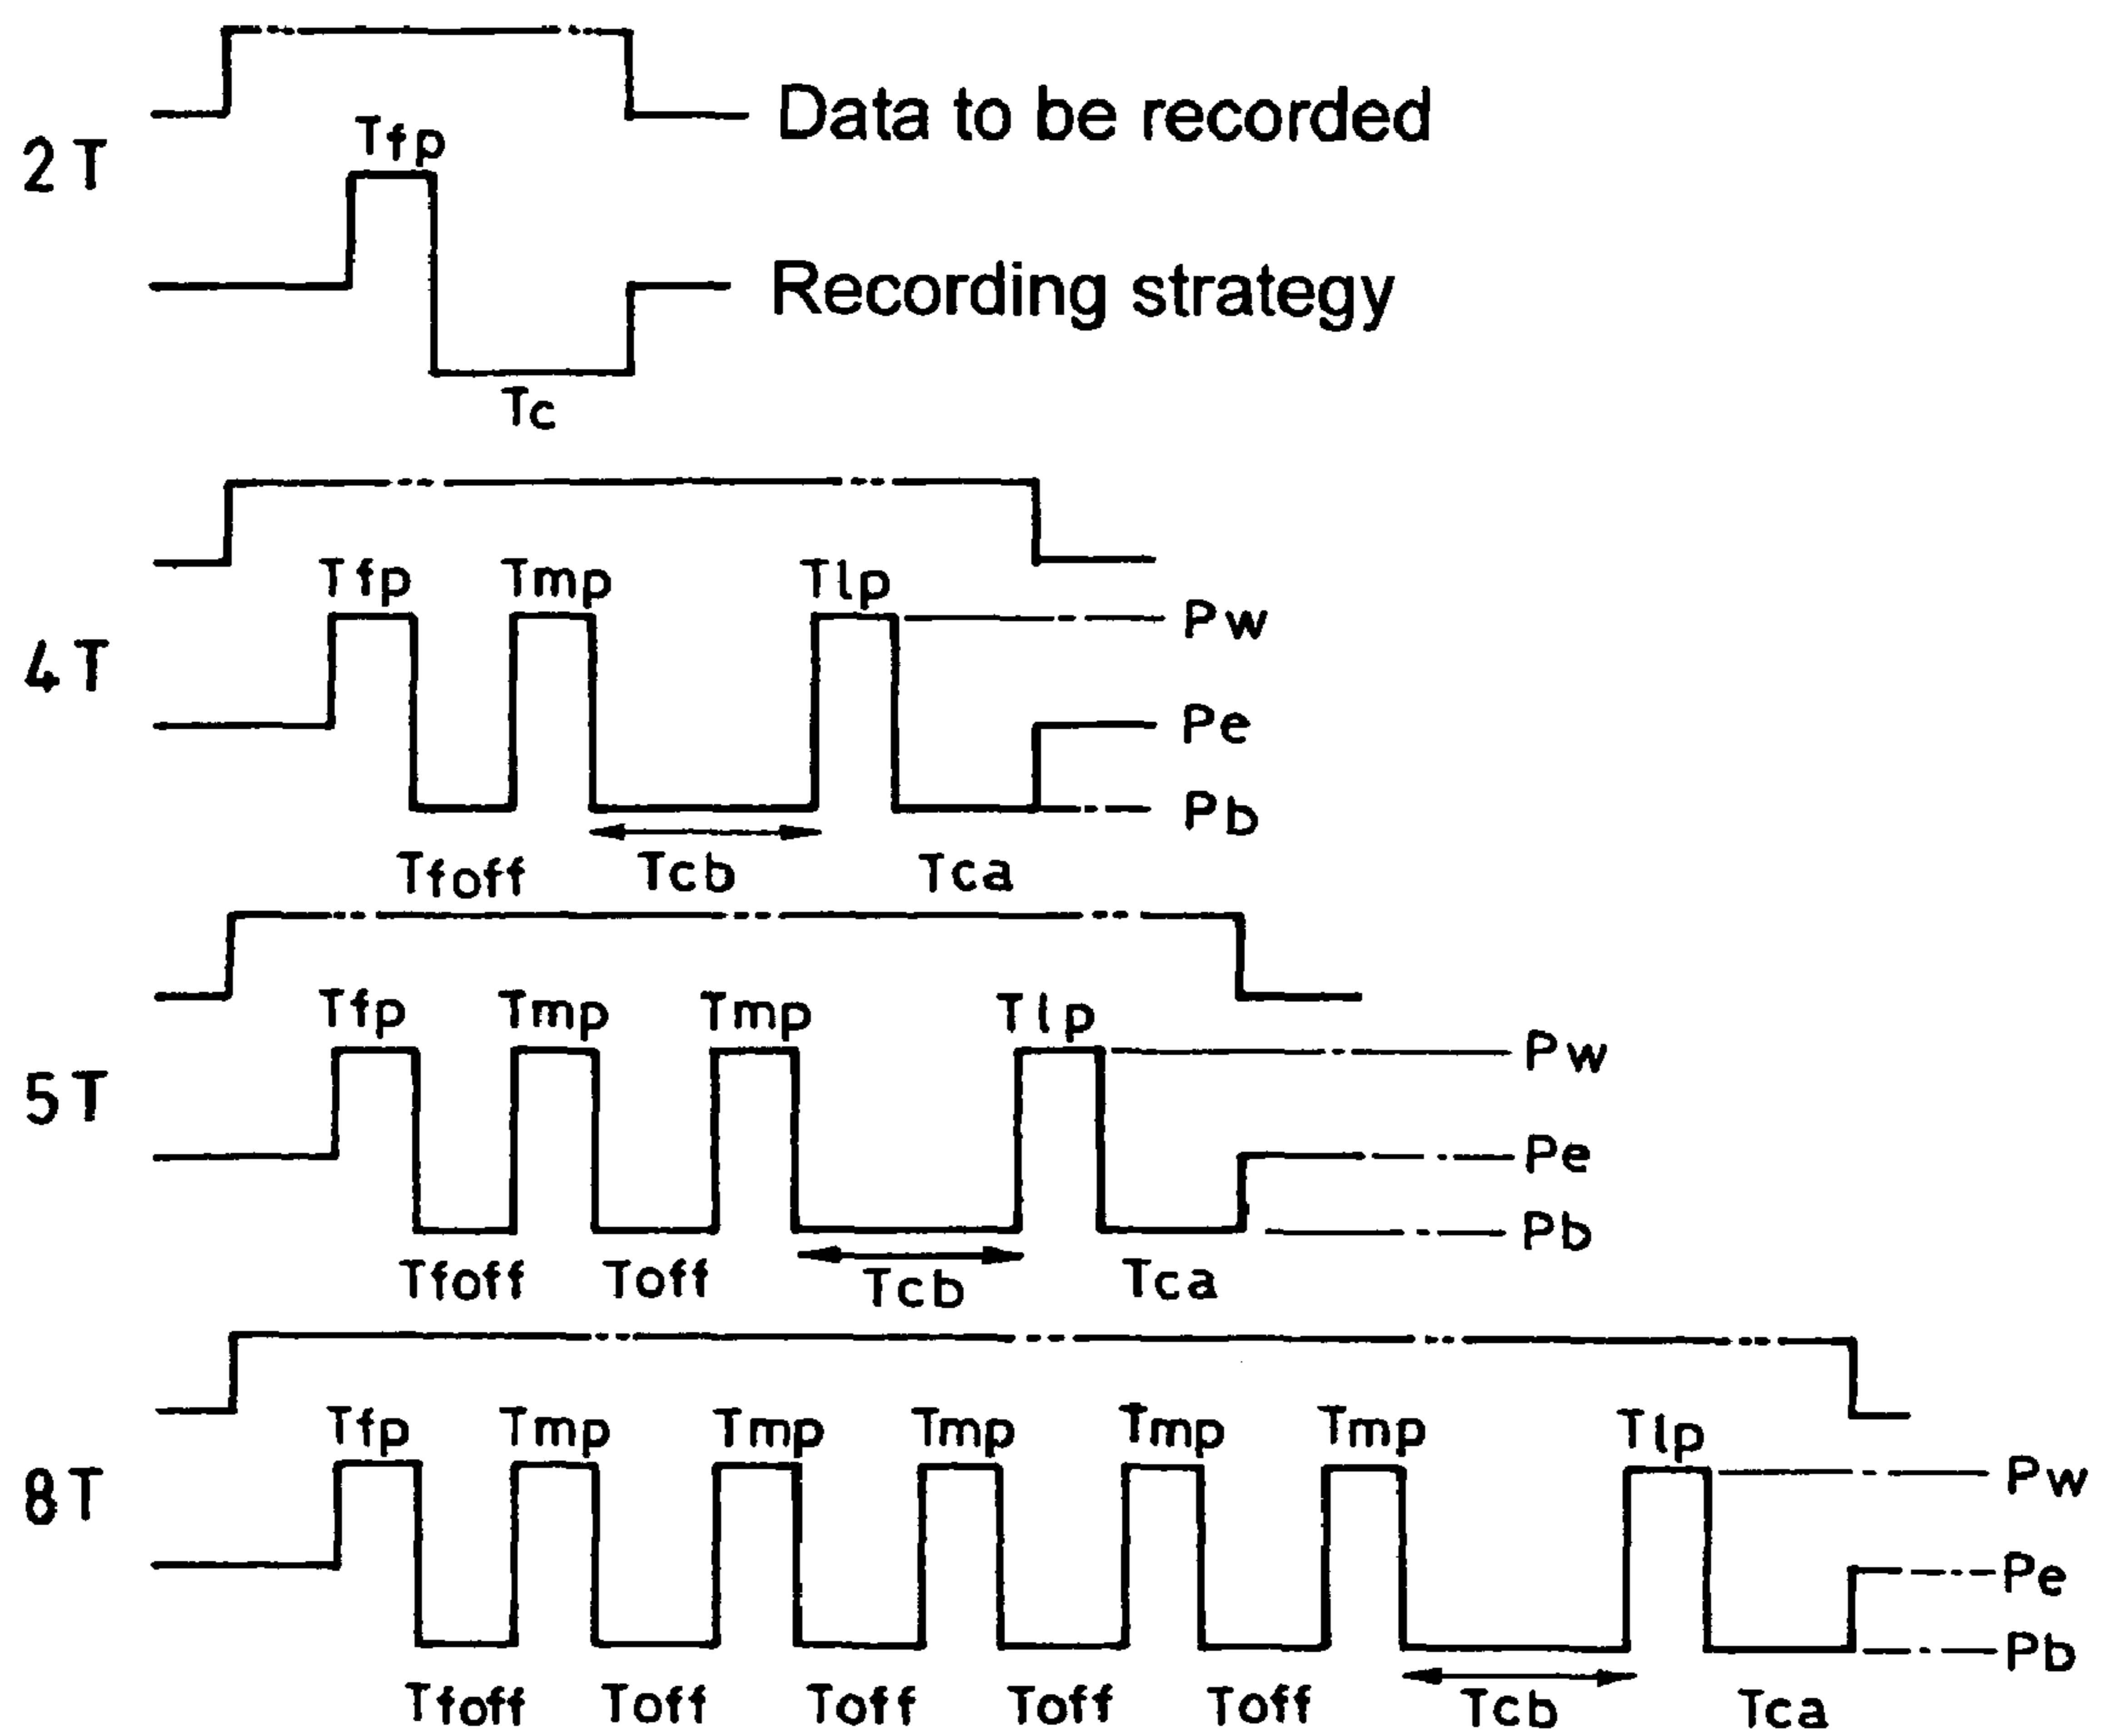 Data to be recorded
2T
Tfp
Recording strategy
Tc
4T
Tfp Tmp Tlp
Pw
Pe
Pb
Tfoff Tcb Tca
5T
Tfp Tmp Tmp Tlp
Pw
Pe
Pb
Tfoff Toff Tcb Tca
8T
Tfp Tmp Tmp Tmp Tmp Tmp Tlp
Pw
Pe
Pb
Tfoff Toff Toff Toff Toff Tcb Tca